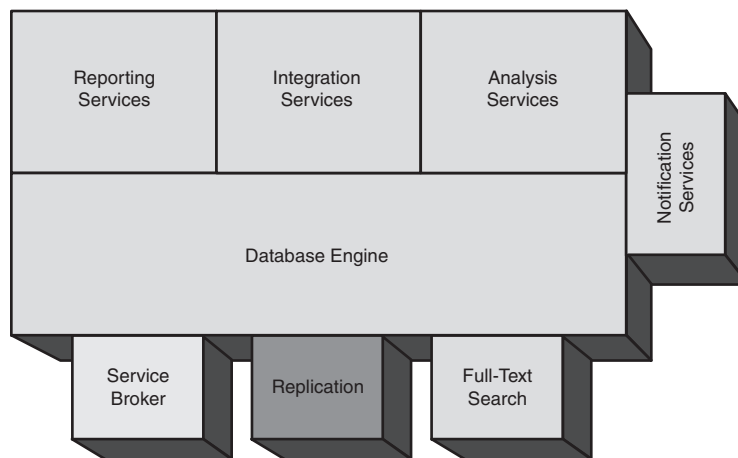 Reporting
Services
Integration
Services
Analysis
Services
Notification
Services
Database Engine
Service
Broker
Replication
Full-Text
Search